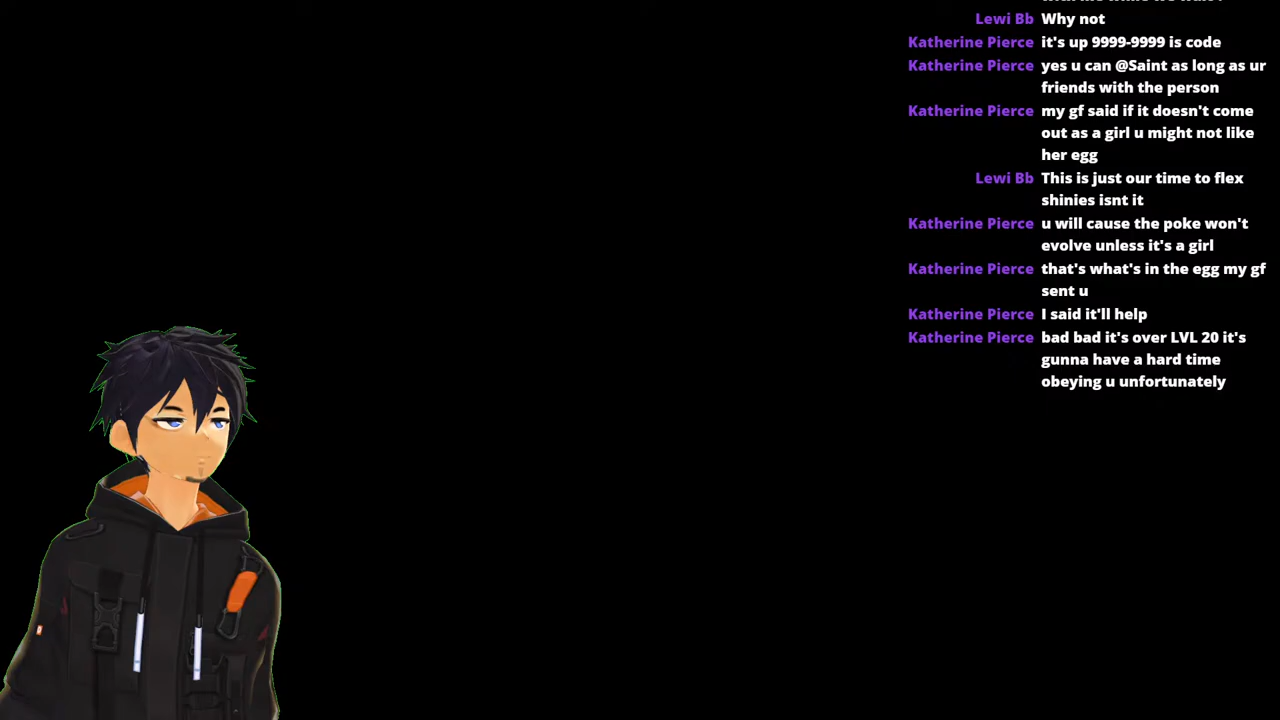 Lewi Bb Why not
Katherine Pierce it's up 9999-9999 is code
Katherine Pierce yes u can @Saint as long as ur
friends with the person
Katherine Pierce my gf said if it doesn't come
out as a girl u might not like
her egg
Lewi Bb This is just our time to flex
shinies isnt it
Katherine Pierce u will cause the poke won't
evolve unless it's a girl
Katherine Pierce that's what's in the egg my gf
sent u
Katherine Pierce I said it'll help
Katherine Pierce bad bad it's over LVL 20 it's
gunna have a hard time
obeying u unfortunately